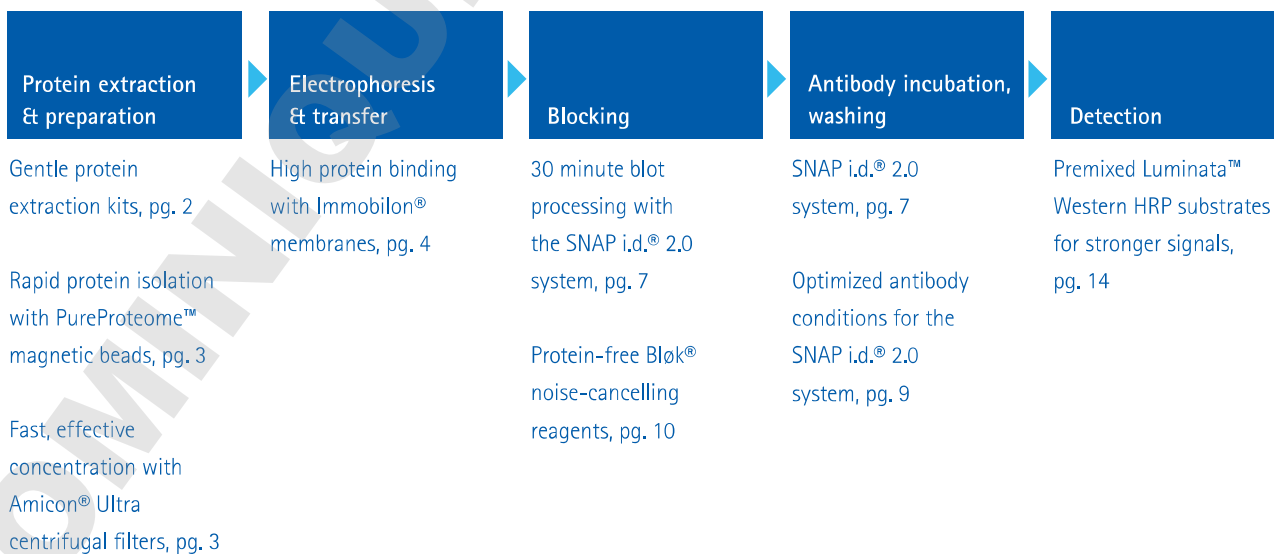 Protein extraction
& preparation
Electrophoresis
& transfer
Blocking
Antibody incubation,
washing
Detection
Gentle protein
extraction kits, pg. 2
Rapid protein isolation
with PureProteome™
magnetic beads, pg. 3
Fast, effective
concentration with
Amicon® Ultra
centrifugal filters, pg. 3
High protein binding
with Immobilon®
membranes, pg. 4
30 minute blot
processing with
the SNAP i.d.® 2.0
system, pg. 7
Protein-free Bløk®
noise-cancelling
reagents, pg. 10
SNAP i.d.® 2.0
system, pg. 7
Optimized antibody
conditions for the
SNAP i.d.® 2.0
system, pg. 9
Premixed Luminata™
Western HRP substrates
for stronger signals,
pg. 14